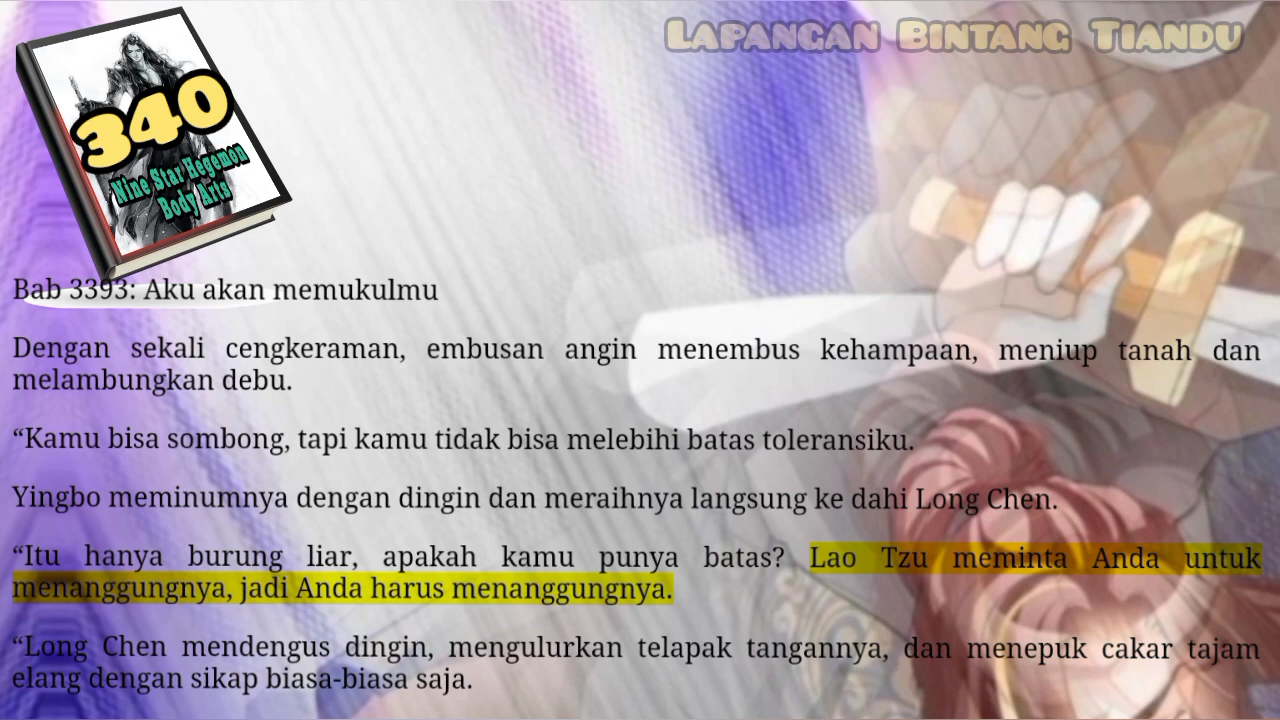 Lapangan Bintang Tiandu
340
Nine Star Hegemon
Body Arts
Bab 3393: Aku akan memukulmu
Dengan sekali cengkeraman, embusan angin menembus kehampaan, meniup tanah dan
melambungkan debu.
“Kamu bisa sombong, tapi kamu tidak bisa melebihi batas toleransiku.
Yingbo meminumnya dengan dingin dan meraihnya langsung ke dahi Long Chen.
“Itu hanya burung liar, apakah kamu punya batas? Lao Tzu meminta Anda untuk
menanggungnya, jadi Anda harus menanggungnya.
“Long Chen mendengus dingin, mengulurkan telapak tangannya, dan menepuk cakar tajam
elang dengan sikap biasa-biasa saja.